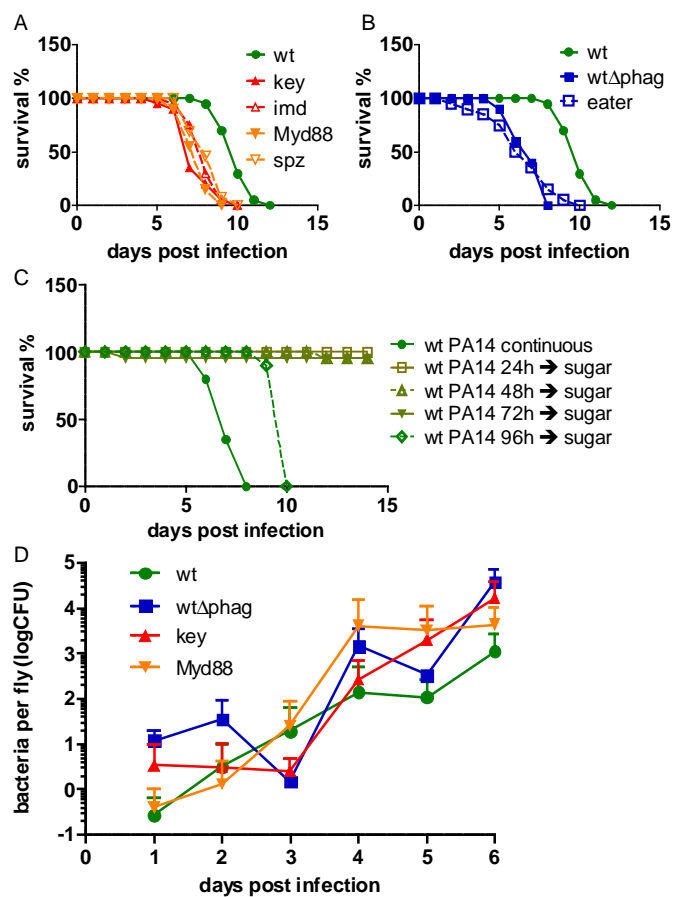 A
150
100
50
0
survival %
0 5 10 15
days post infection
wt
key
imd
Myd88
spz
B
150
100
50
0
survival %
0 5 10 15
days post infection
wt
wtΔphag
eater
C
150
100
50
0
survival %
0 5 10 15
days post infection
wt PA14 continuous
wt PA14 24h ➔ sugar
wt PA14 48h ➔ sugar
wt PA14 72h ➔ sugar
wt PA14 96h ➔ sugar
D
5
4
3
2
1
0
-1
bacteria per fly (logCFU)
0 1 2 3 4 5 6
days post infection
wt
wtΔphag
key
Myd88